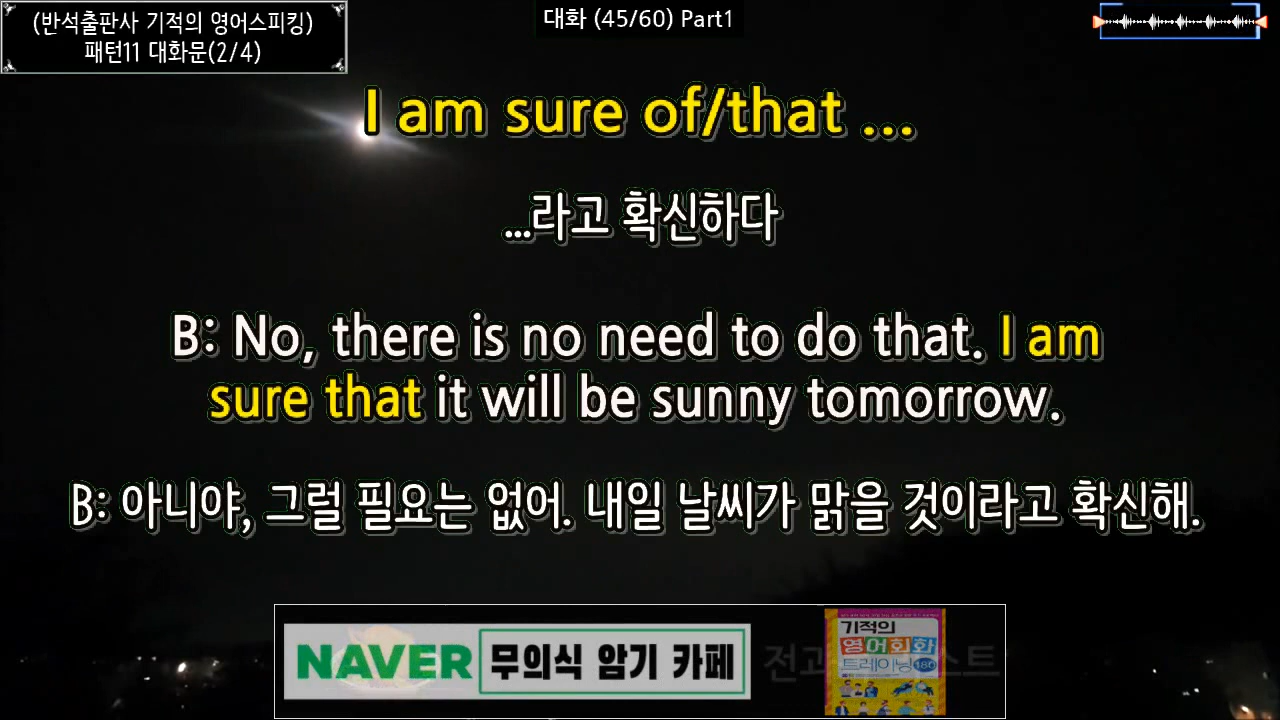 (반석출판사 기적의 영어스피킹)
패턴11 대화문(2/4)
대화 (45/60) Part1
I am sure of/that ...
...라고 확신하다
B: No, there is no need to do that. I am
sure that it will be sunny tomorrow.
B: 아니야, 그럴 필요는 없어. 내일 날씨가 맑을 것이라고 확신해.
NAVER 무의식 암기 카페
기적의
영어회화
트레이닝 180